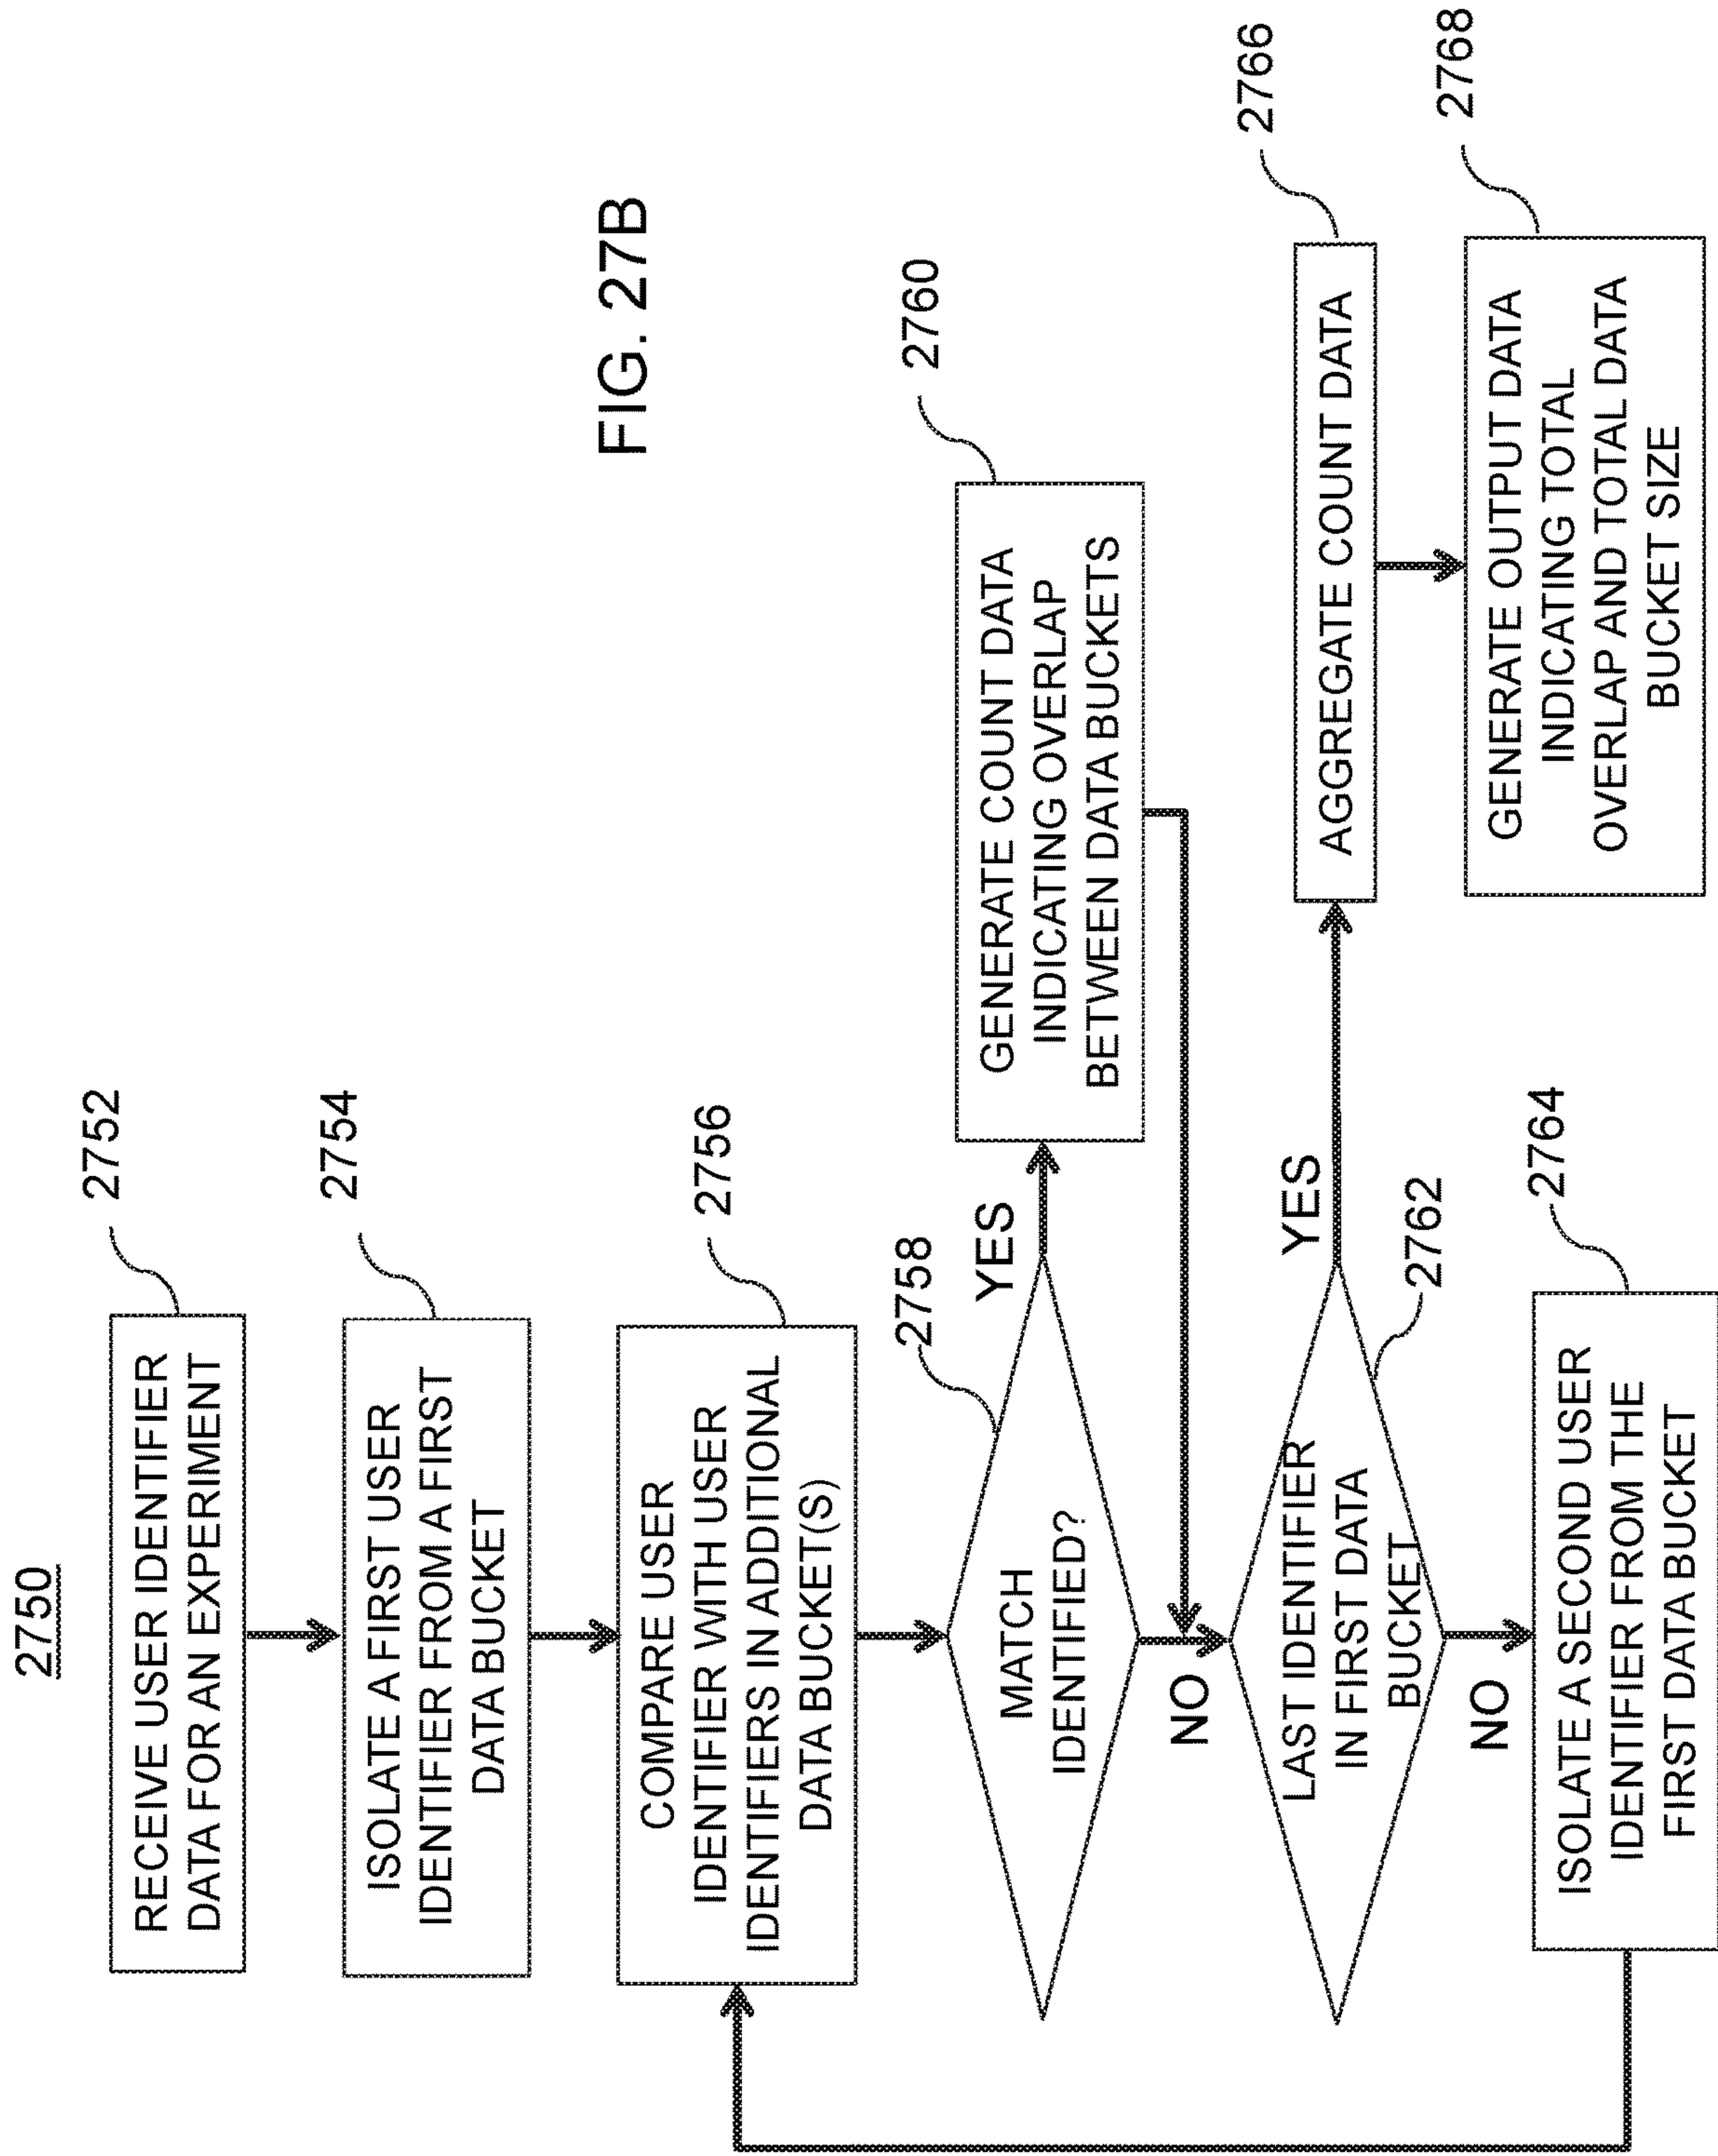 2750
RECEIVE USER IDENTIFIER
DATA FOR AN EXPERIMENT
2752
ISOLATE A FIRST USER
IDENTIFIER FROM A FIRST
DATA BUCKET
2754
COMPARE USER
IDENTIFIER WITH USER
IDENTIFIERS IN ADDITIONAL
DATA BUCKET(S)
2756
MATCH
IDENTIFIED?
2758
YES
NO
GENERATE COUNT DATA
INDICATING OVERLAP
BETWEEN DATA BUCKETS
2760
LAST IDENTIFIER
IN FIRST DATA
BUCKET
2762
YES
NO
ISOLATE A SECOND USER
IDENTIFIER FROM THE
FIRST DATA BUCKET
2764
AGGREGATE COUNT DATA
2766
GENERATE OUTPUT DATA
INDICATING TOTAL
OVERLAP AND TOTAL DATA
BUCKET SIZE
2768
FIG. 27B